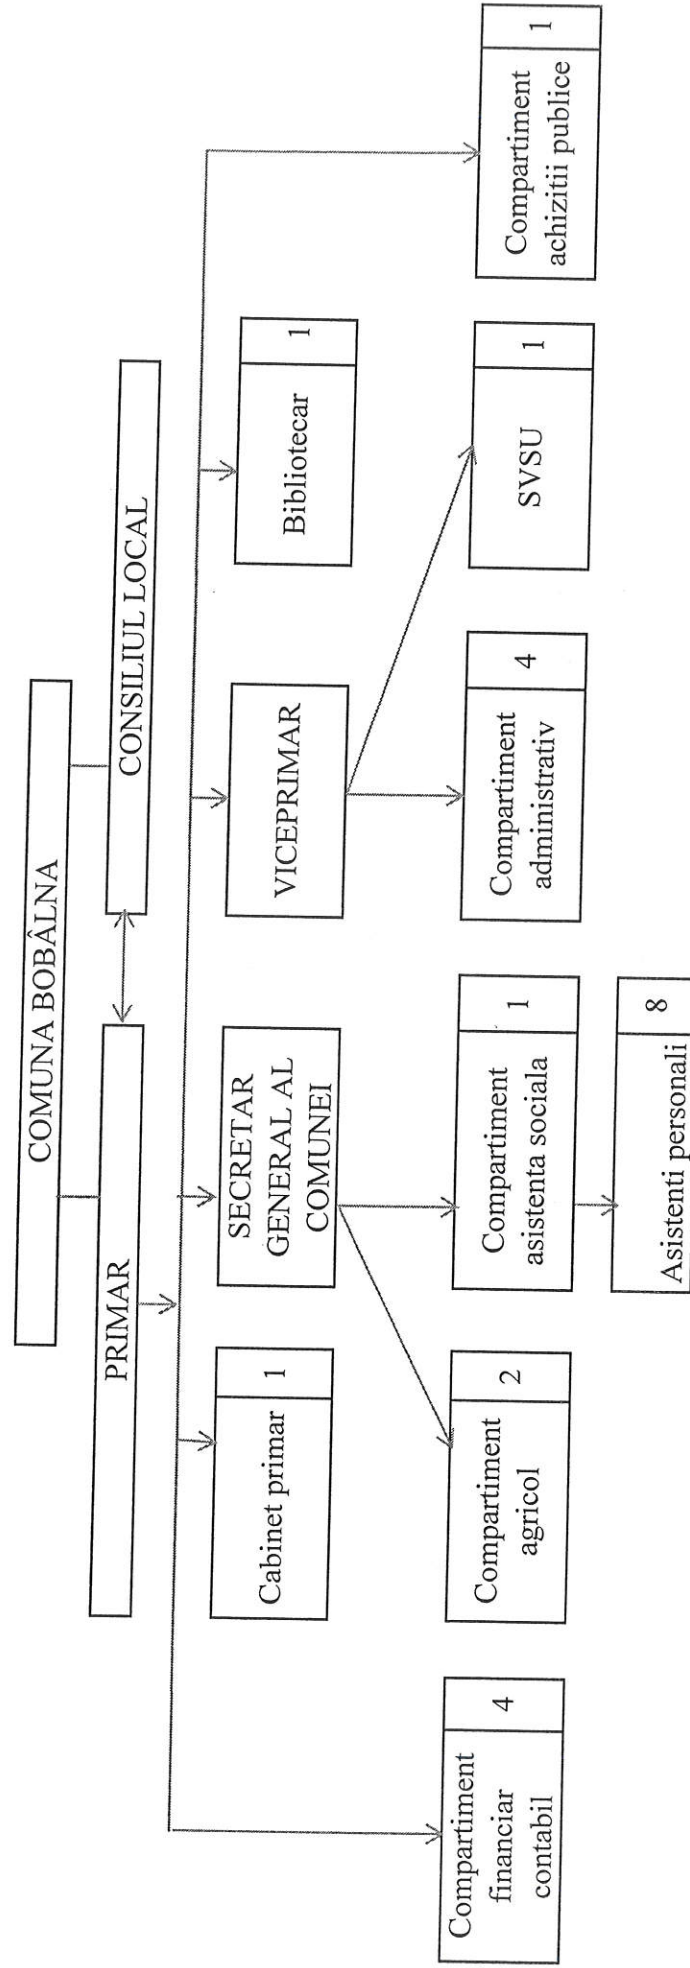 COMUNA BOBÂLNA
PRIMAR
CONSILIUL LOCAL
Cabinet primar
1
SECRETAR
GENERAL AL
COMUNEI
VICEPRIMAR
Bibliotecar
1
Compartiment
financiar
contabil
4
Compartiment
agricol
2
Compartiment
asistenta sociala
1
Compartiment
administrativ
4
SVSU
1
Compartiment
achizitii publice
1
Asistenti personali
8